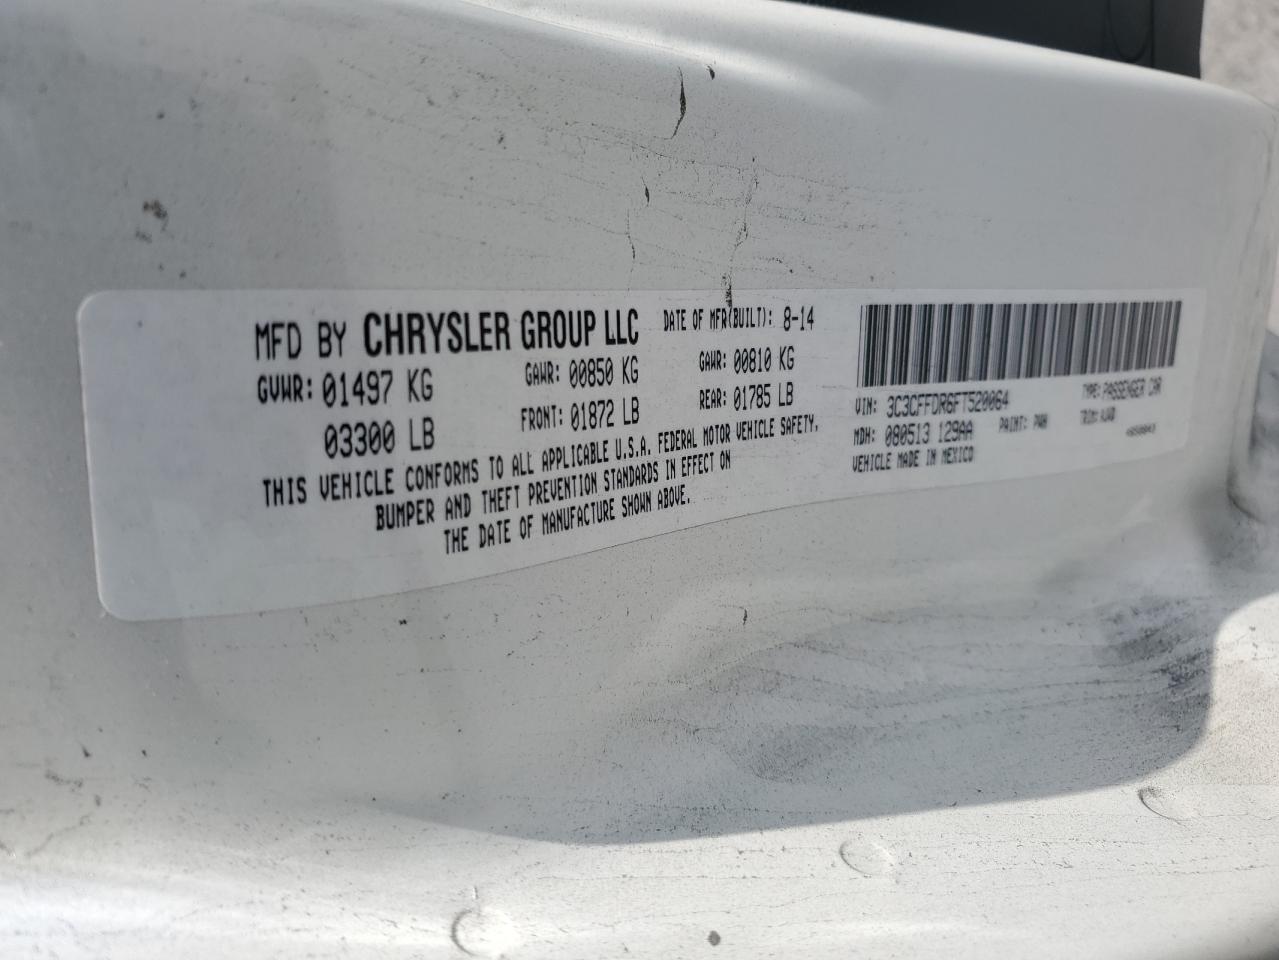 MFD BY CHRYSLER GROUP LLC DATE OF MFR(BUILT): 8-14
GVWR: 01497 KG GAWR: 00850 KG GAWR: 00810 KG
03300 LB FRONT: 01872 LB REAR: 01785 LB
THIS VEHICLE CONFORMS TO ALL APPLICABLE U.S.A. FEDERAL MOTOR VEHICLE SAFETY,
BUMPER AND THEFT PREVENTION STANDARDS IN EFFECT ON
THE DATE OF MANUFACTURE SHOWN ABOVE.
VIN: 3C3CFFDR6FT520064 TYPE: PASSENGER CAR
MDH: 080513 129AA PAINT: PWH TRIM:
VEHICLE MADE IN MEXICO